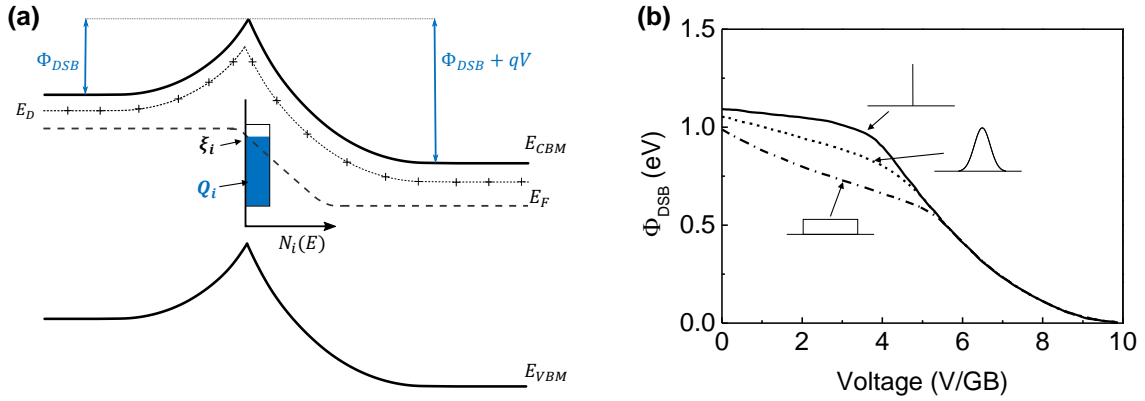 (a)
Φ_DSB
Φ_DSB + qV
E_D
ξ_i
Q_i
E_CBM
E_F
N_i(E)
E_VBM
(b)
1.5
1.0
0.5
0.0
Φ_DSB (eV)
0 2 4 6 8 10
Voltage (V/GB)